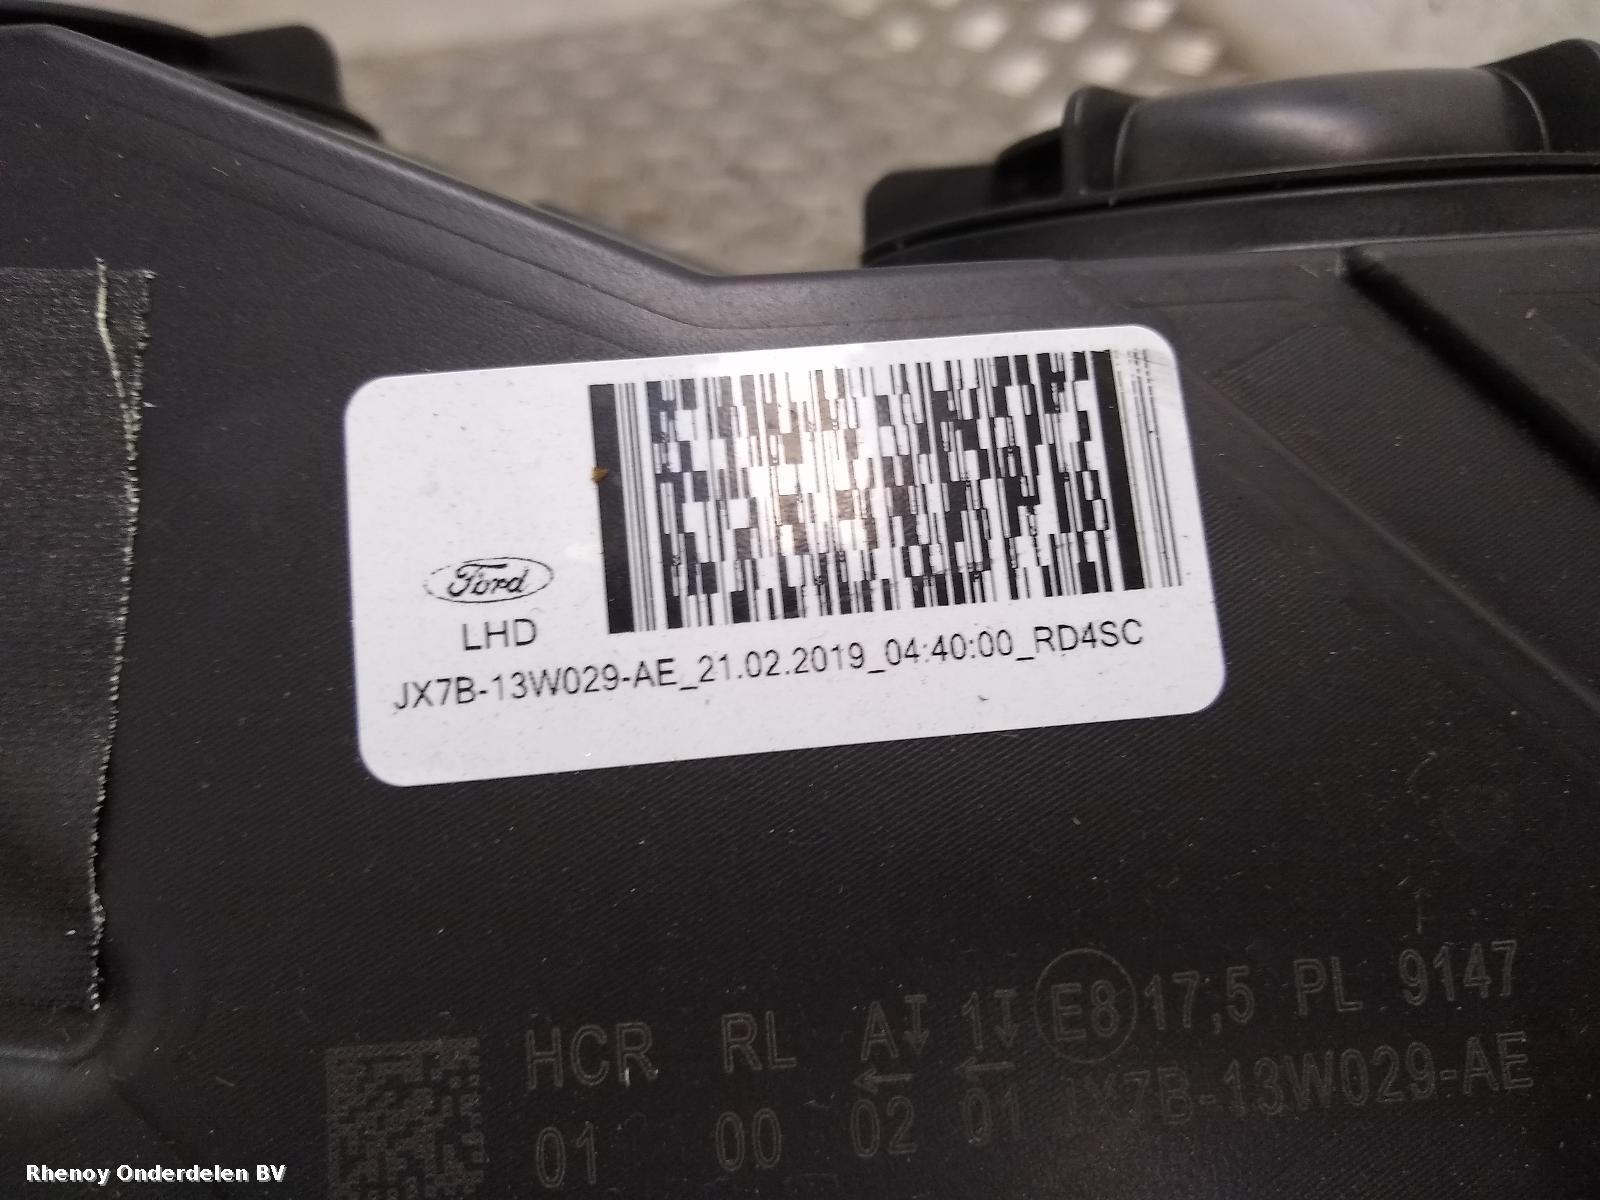 Ford
LHD
JX7B-13W029-AE_21.02.2019_04:40:00_RD4SC
HCR RL A↧ 1↧ E8 17,5 PL 9147
← ←
01 00 02 01 JX7B-13W029-AE
Rhenoy Onderdelen BV